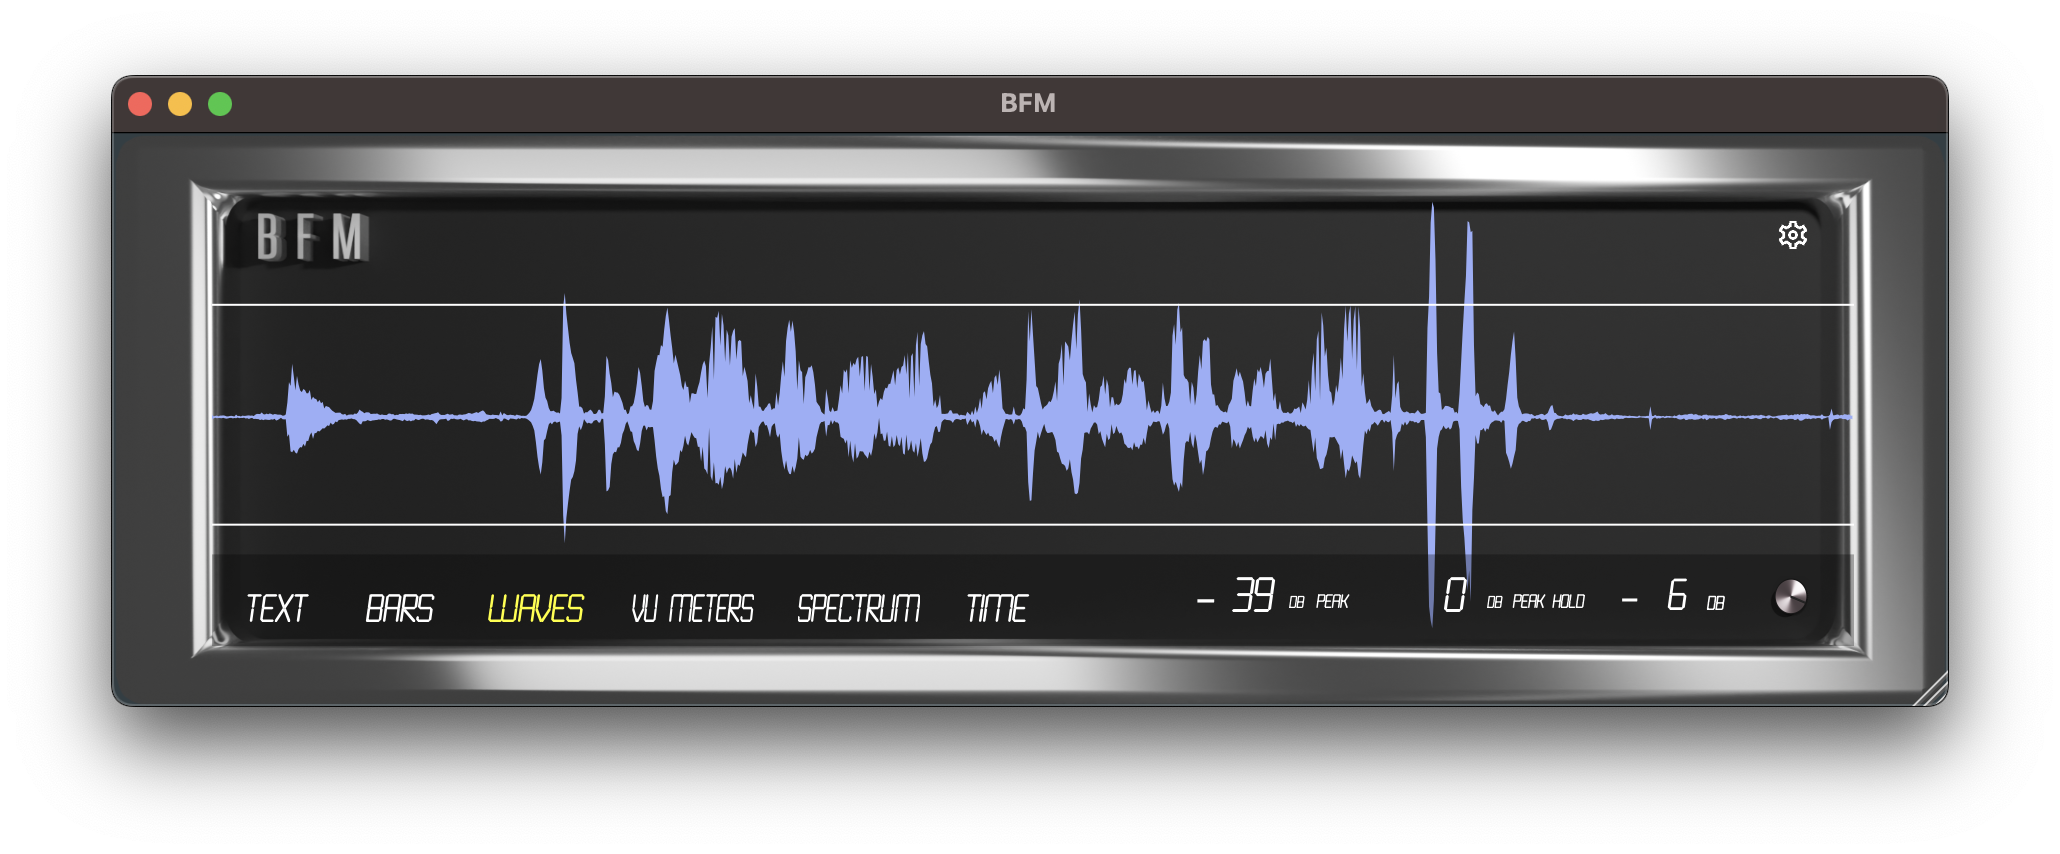 BFM
BFM
TEXT BARS WAVES VU METERS SPECTRUM TIME - 39 DB PEAK 0 DB PEAK HOLD - 6 DB